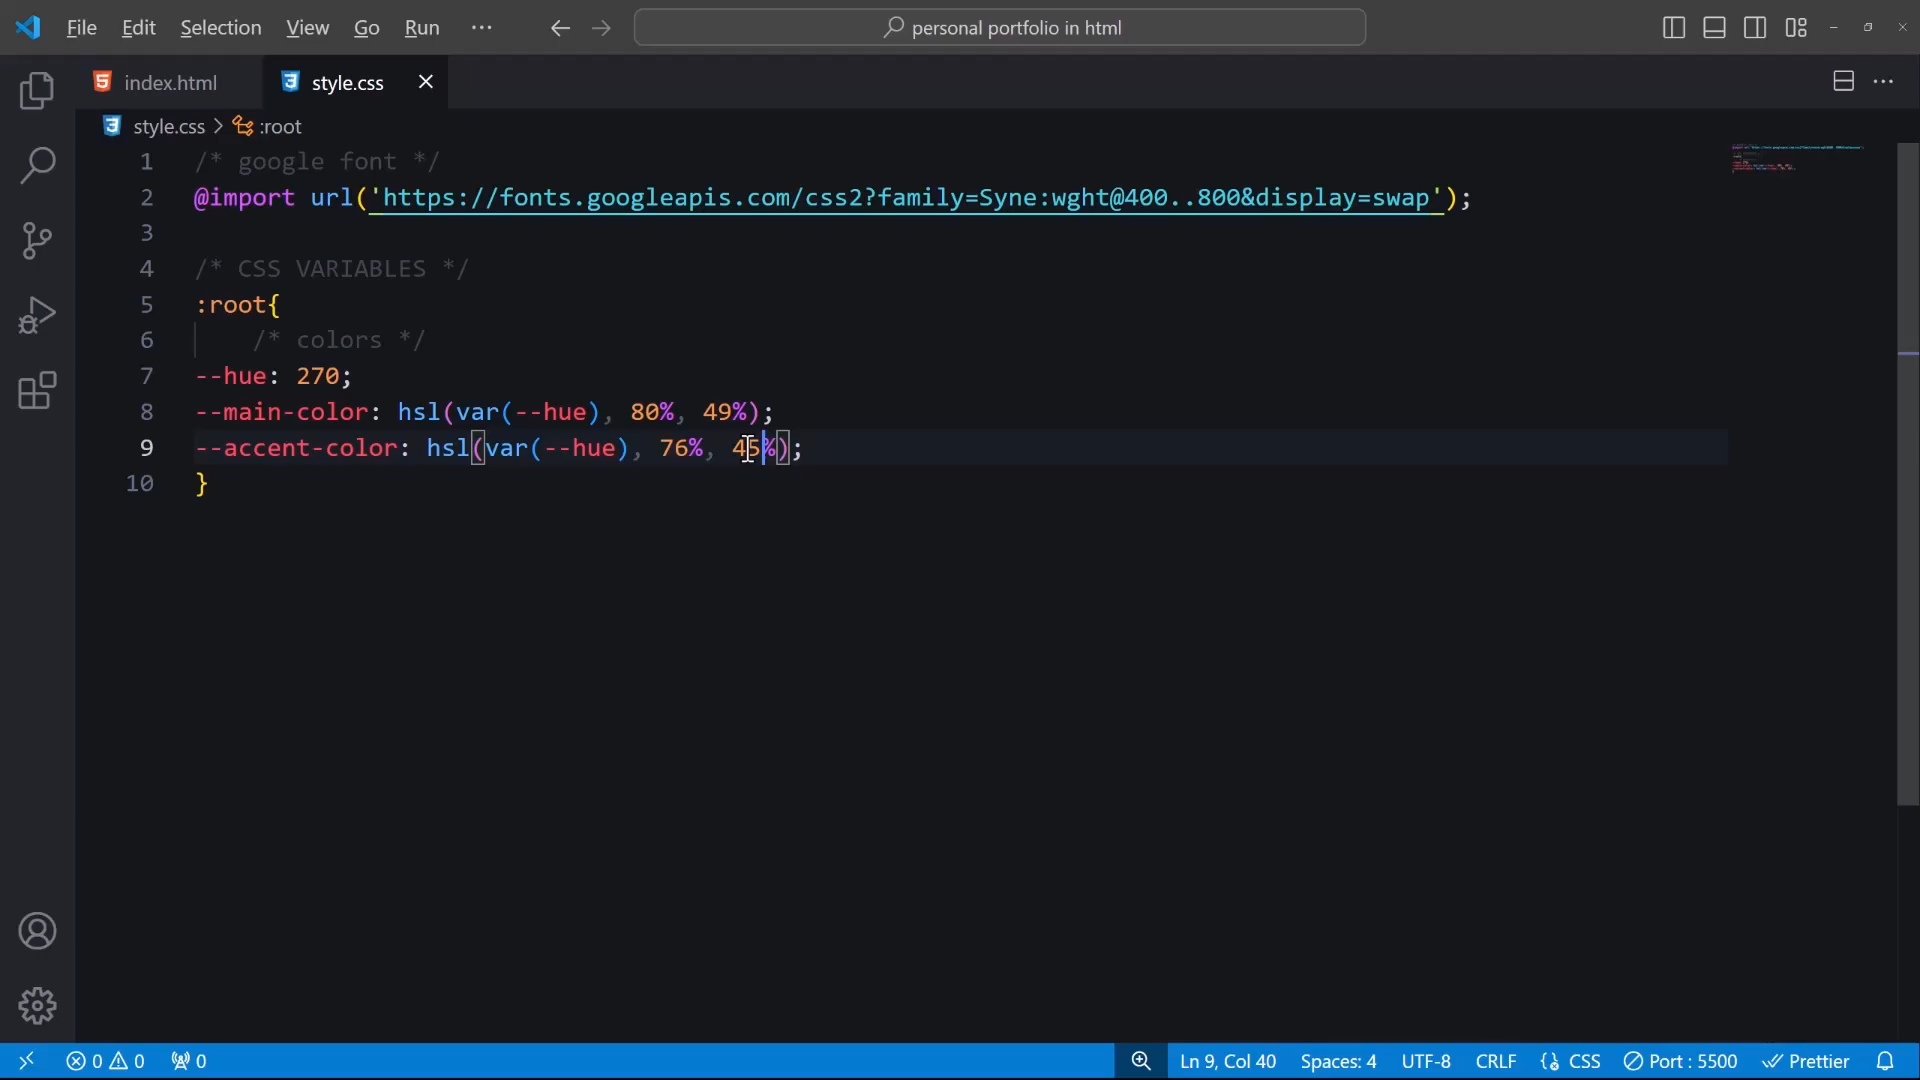 File Edit Selection View Go Run ··· ← → personal portfolio in html
index.html style.css
style.css > :root
1 /* google font */
2 @import url('https://fonts.googleapis.com/css2?family=Syne:wght@400..800&display=swap');
3
4 /* CSS VARIABLES */
5 :root{
6 /* colors */
7 --hue: 270;
8 --main-color: hsl(var(--hue), 80%, 49%);
9 --accent-color: hsl(var(--hue), 76%, 45%);
10 }
0 0 0 Ln 9, Col 40 Spaces: 4 UTF-8 CRLF {} CSS Port : 5500 Prettier